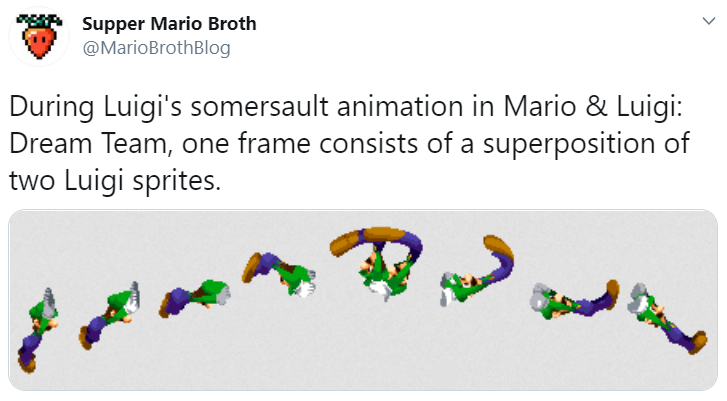 Supper Mario Broth
@MarioBrothBlog
During Luigi's somersault animation in Mario & Luigi:
Dream Team, one frame consists of a superposition of
two Luigi sprites.